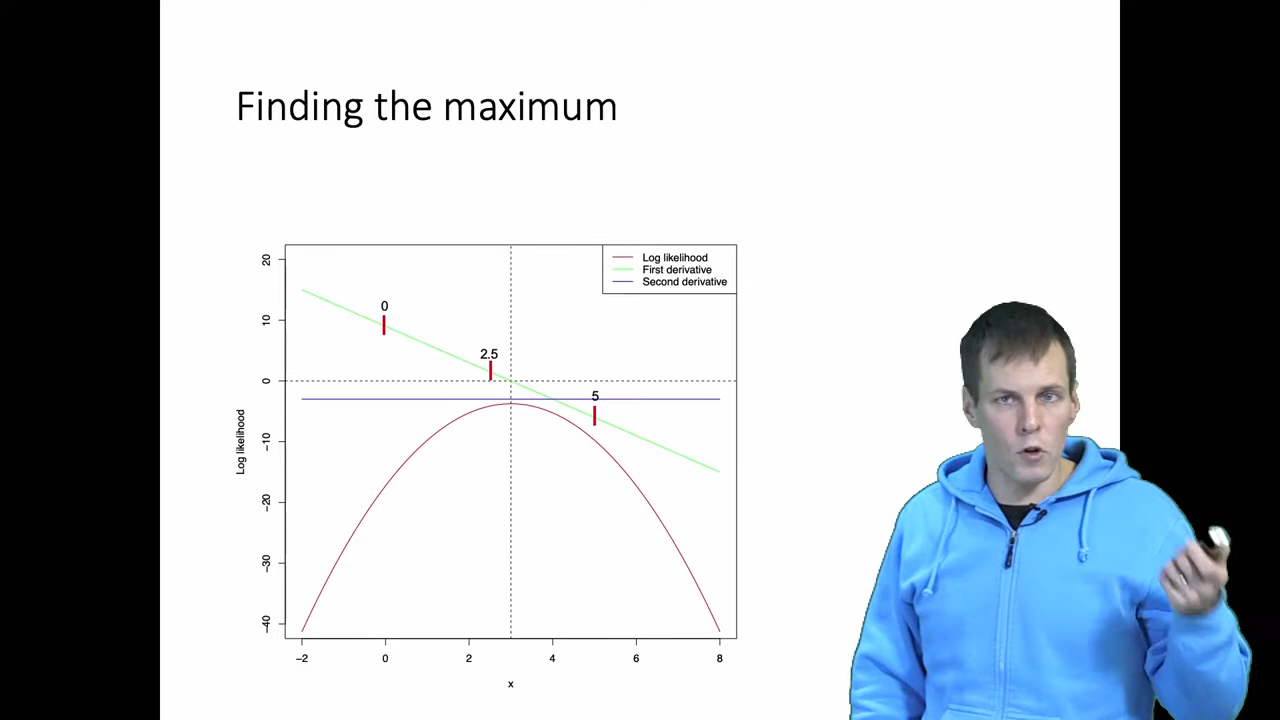 Finding the maximum
Log likelihood
First derivative
Second derivative
20
10
0
−10
−20
−30
−40
Log likelihood
0
2.5
5
−2
0
2
4
6
8
x